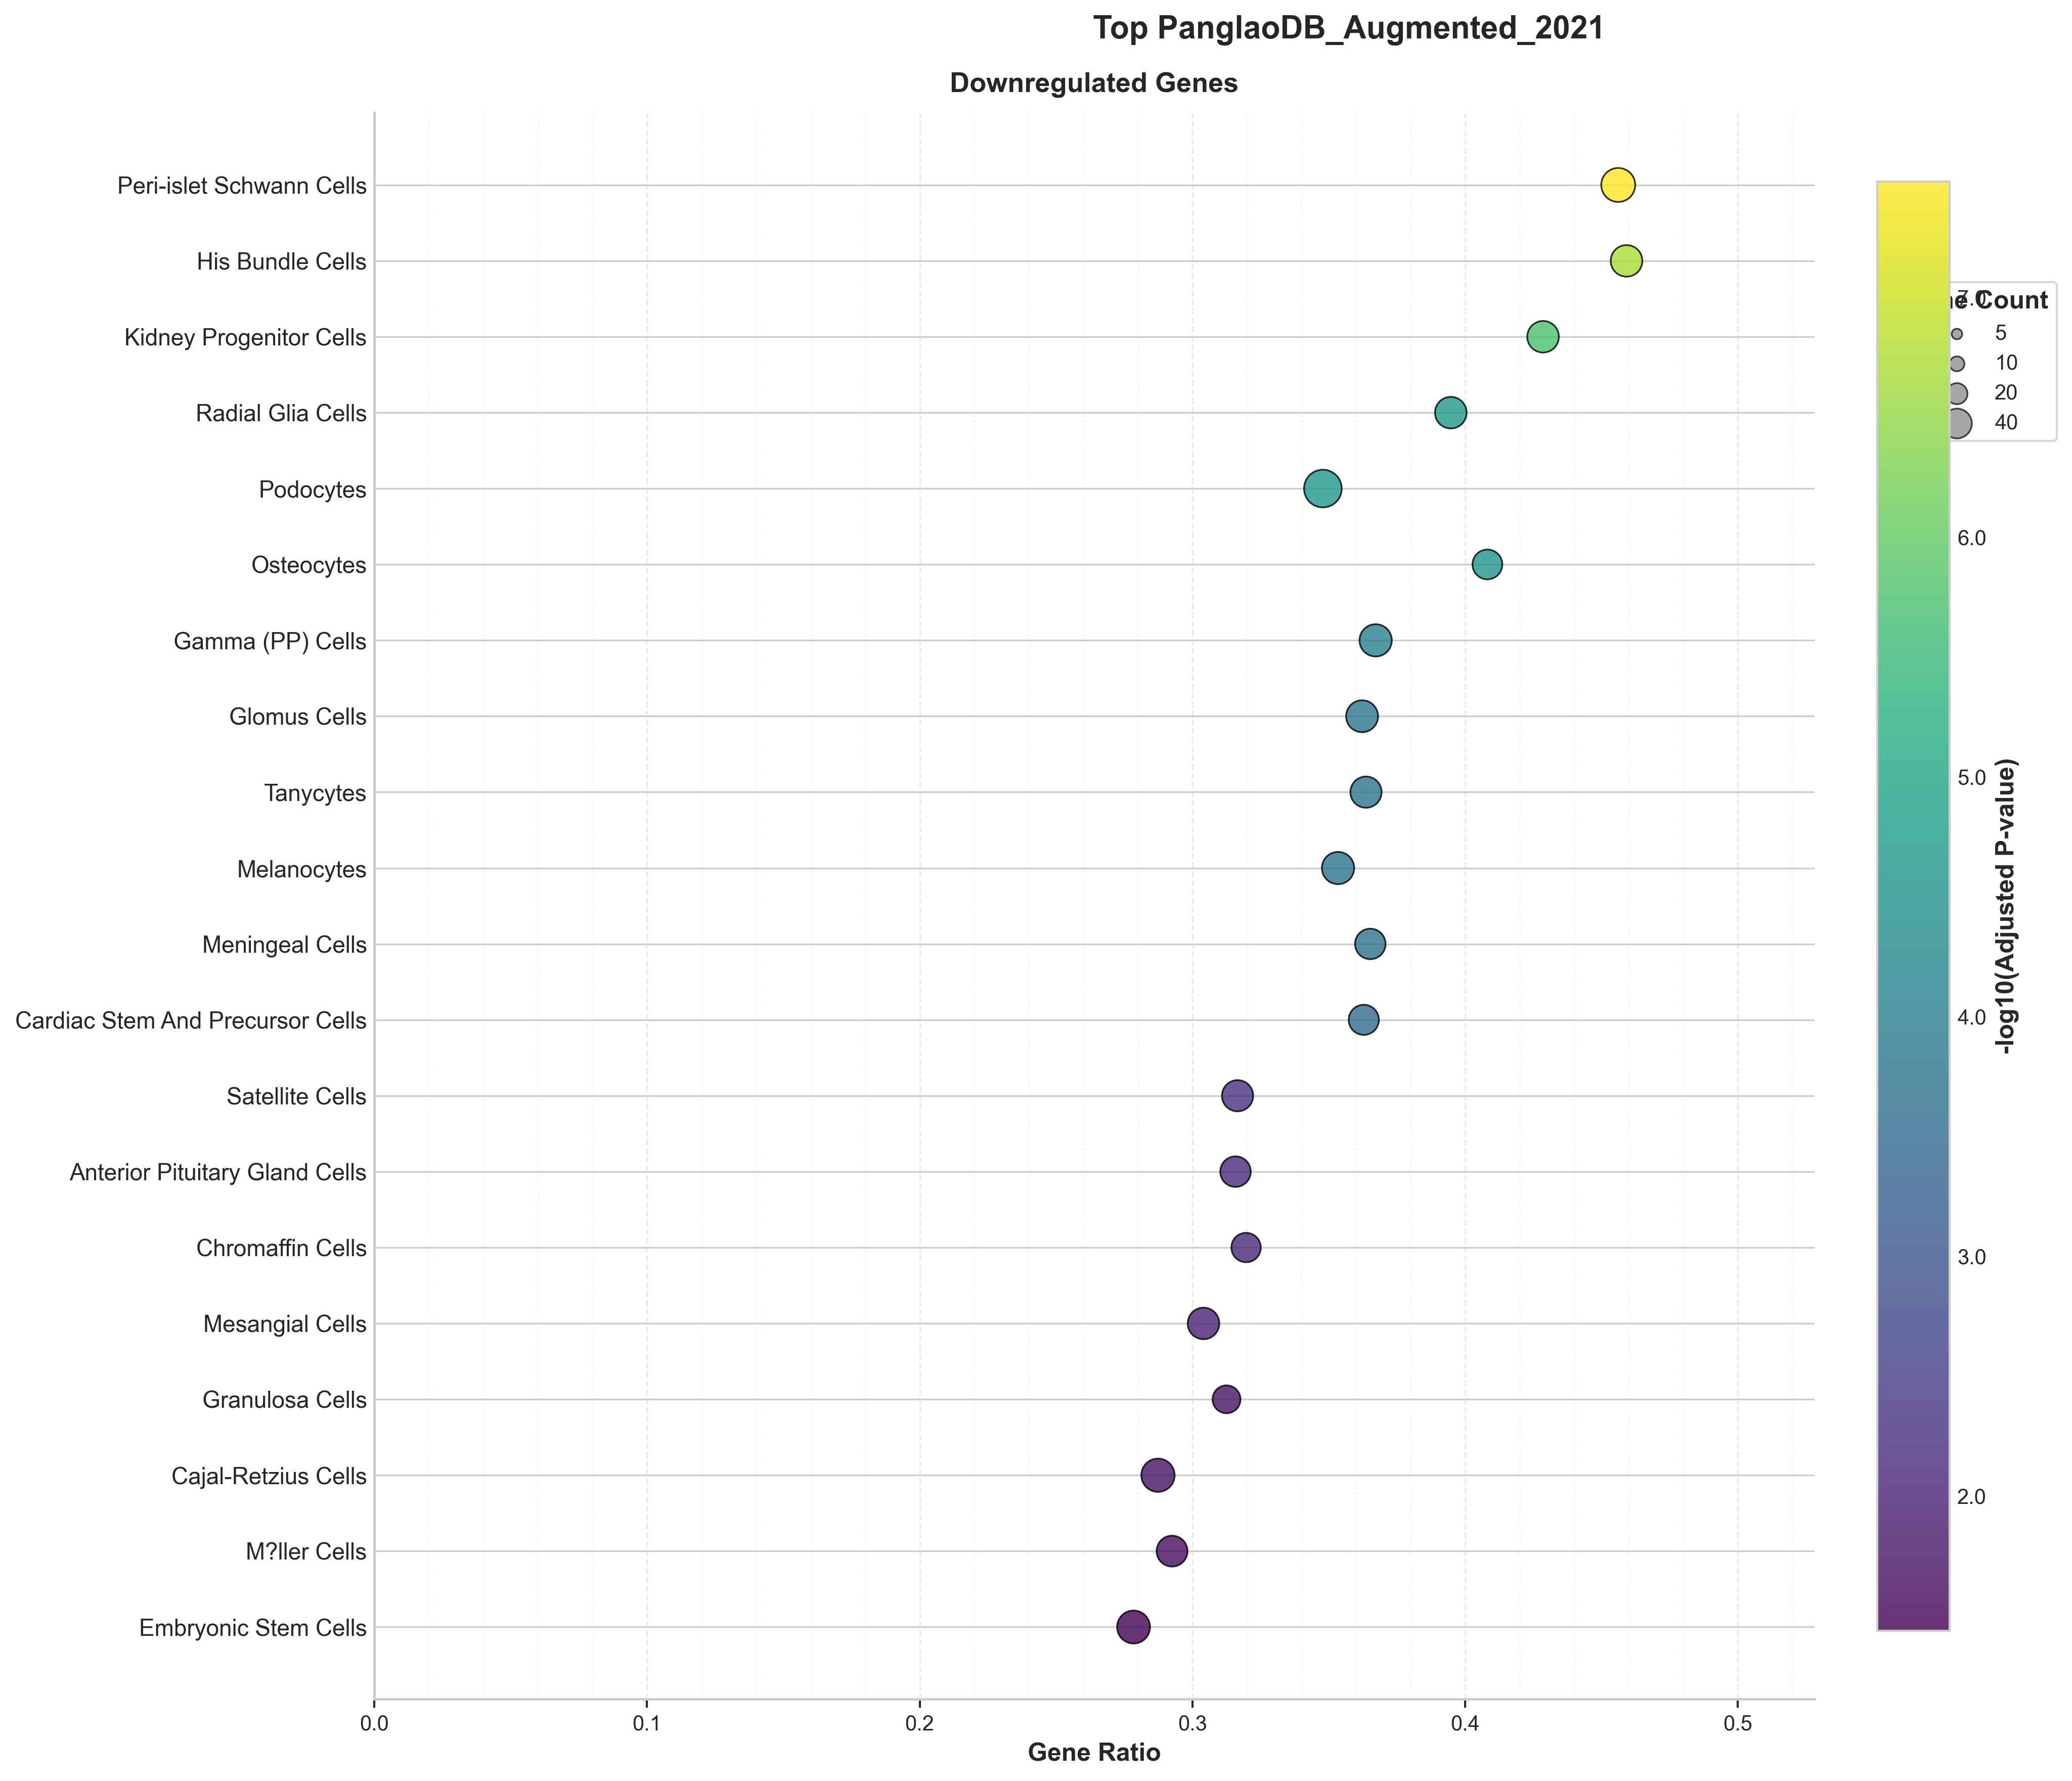 Top PanglaoDB_Augmented_2021
Downregulated Genes
Peri-islet Schwann Cells
His Bundle Cells
Kidney Progenitor Cells
Radial Glia Cells
Podocytes
Osteocytes
Gamma (PP) Cells
Glomus Cells
Tanycytes
Melanocytes
Meningeal Cells
Cardiac Stem And Precursor Cells
Satellite Cells
Anterior Pituitary Gland Cells
Chromaffin Cells
Mesangial Cells
Granulosa Cells
Cajal-Retzius Cells
M?ller Cells
Embryonic Stem Cells
0.0 0.1 0.2 0.3 0.4 0.5
Gene Ratio
Count
5
10
20
40
7.0
6.0
5.0
4.0
3.0
2.0
-log10(Adjusted P-value)